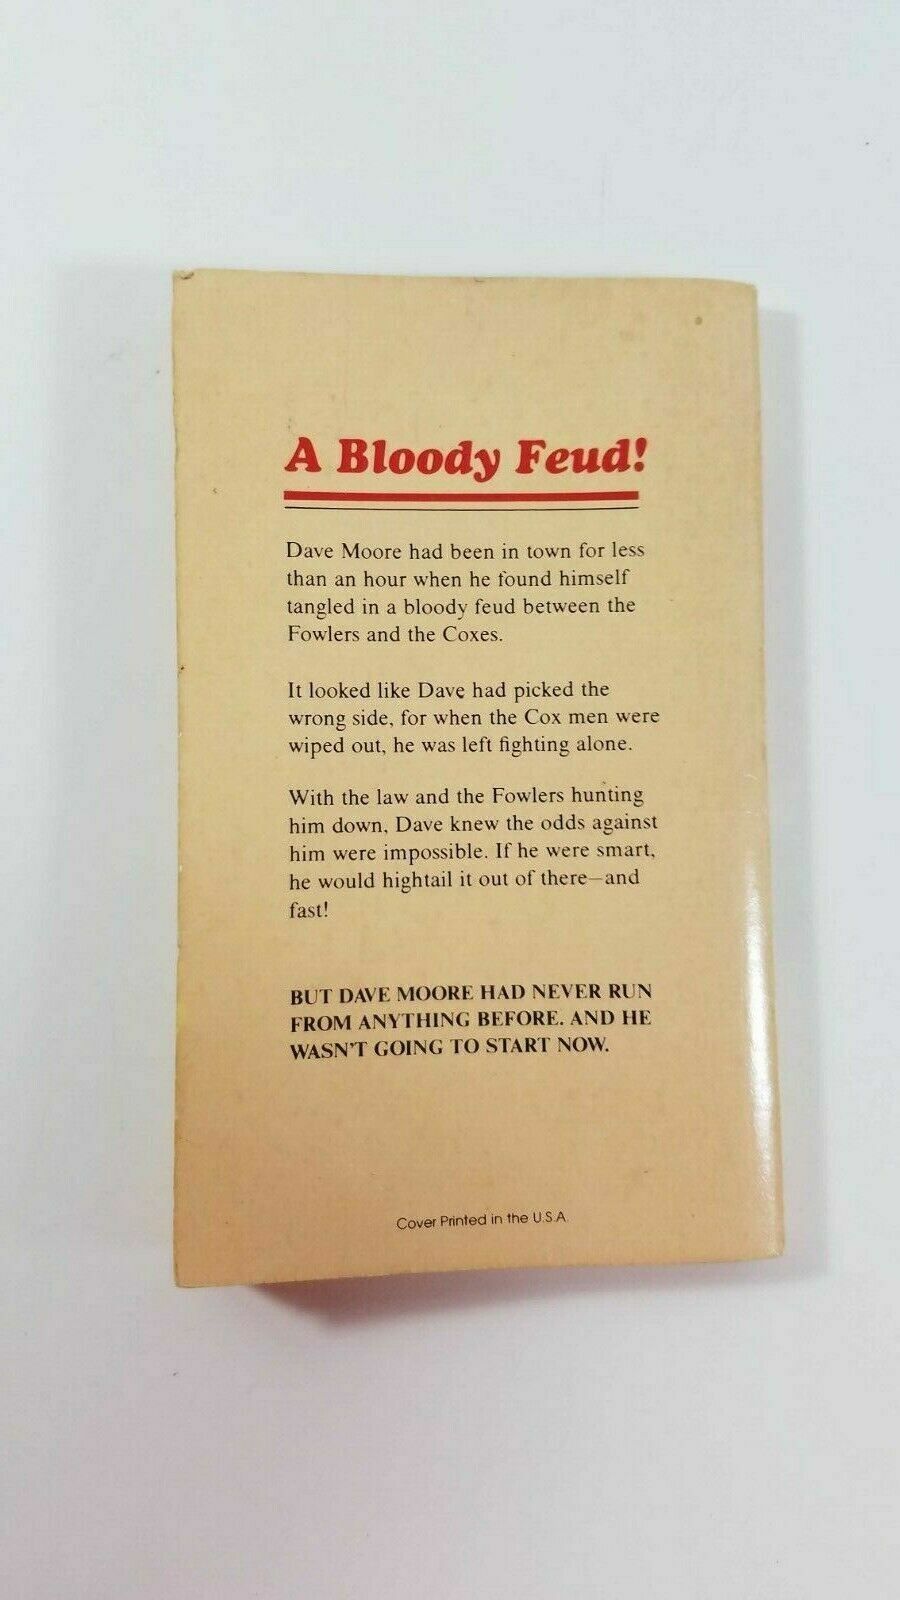 A Bloody Feud!
Dave Moore had been in town for less
than an hour when he found himself
tangled in a bloody feud between the
Fowlers and the Coxes.
It looked like Dave had picked the
wrong side, for when the Cox men were
wiped out, he was left fighting alone.
With the law and the Fowlers hunting
him down, Dave knew the odds against
him were impossible. If he were smart,
he would hightail it out of there—and
fast!
BUT DAVE MOORE HAD NEVER RUN
FROM ANYTHING BEFORE. AND HE
WASN'T GOING TO START NOW.
Cover Printed in the U.S.A.